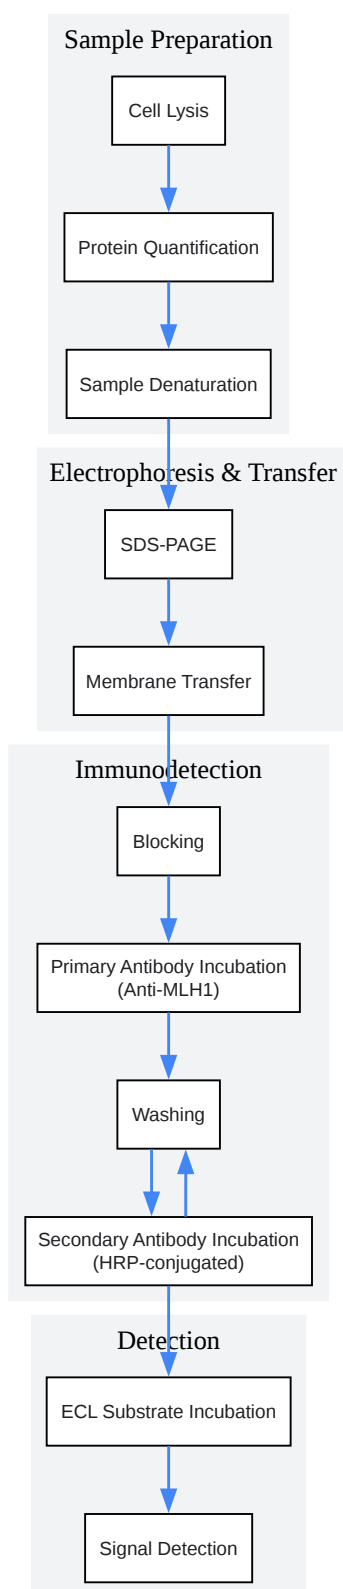 Sample Preparation
Cell Lysis
Protein Quantification
Sample Denaturation
Electrophoresis & Transfer
SDS-PAGE
Membrane Transfer
Immunodetection
Blocking
Primary Antibody Incubation
(Anti-MLH1)
Washing
Secondary Antibody Incubation
(HRP-conjugated)
Detection
ECL Substrate Incubation
Signal Detection